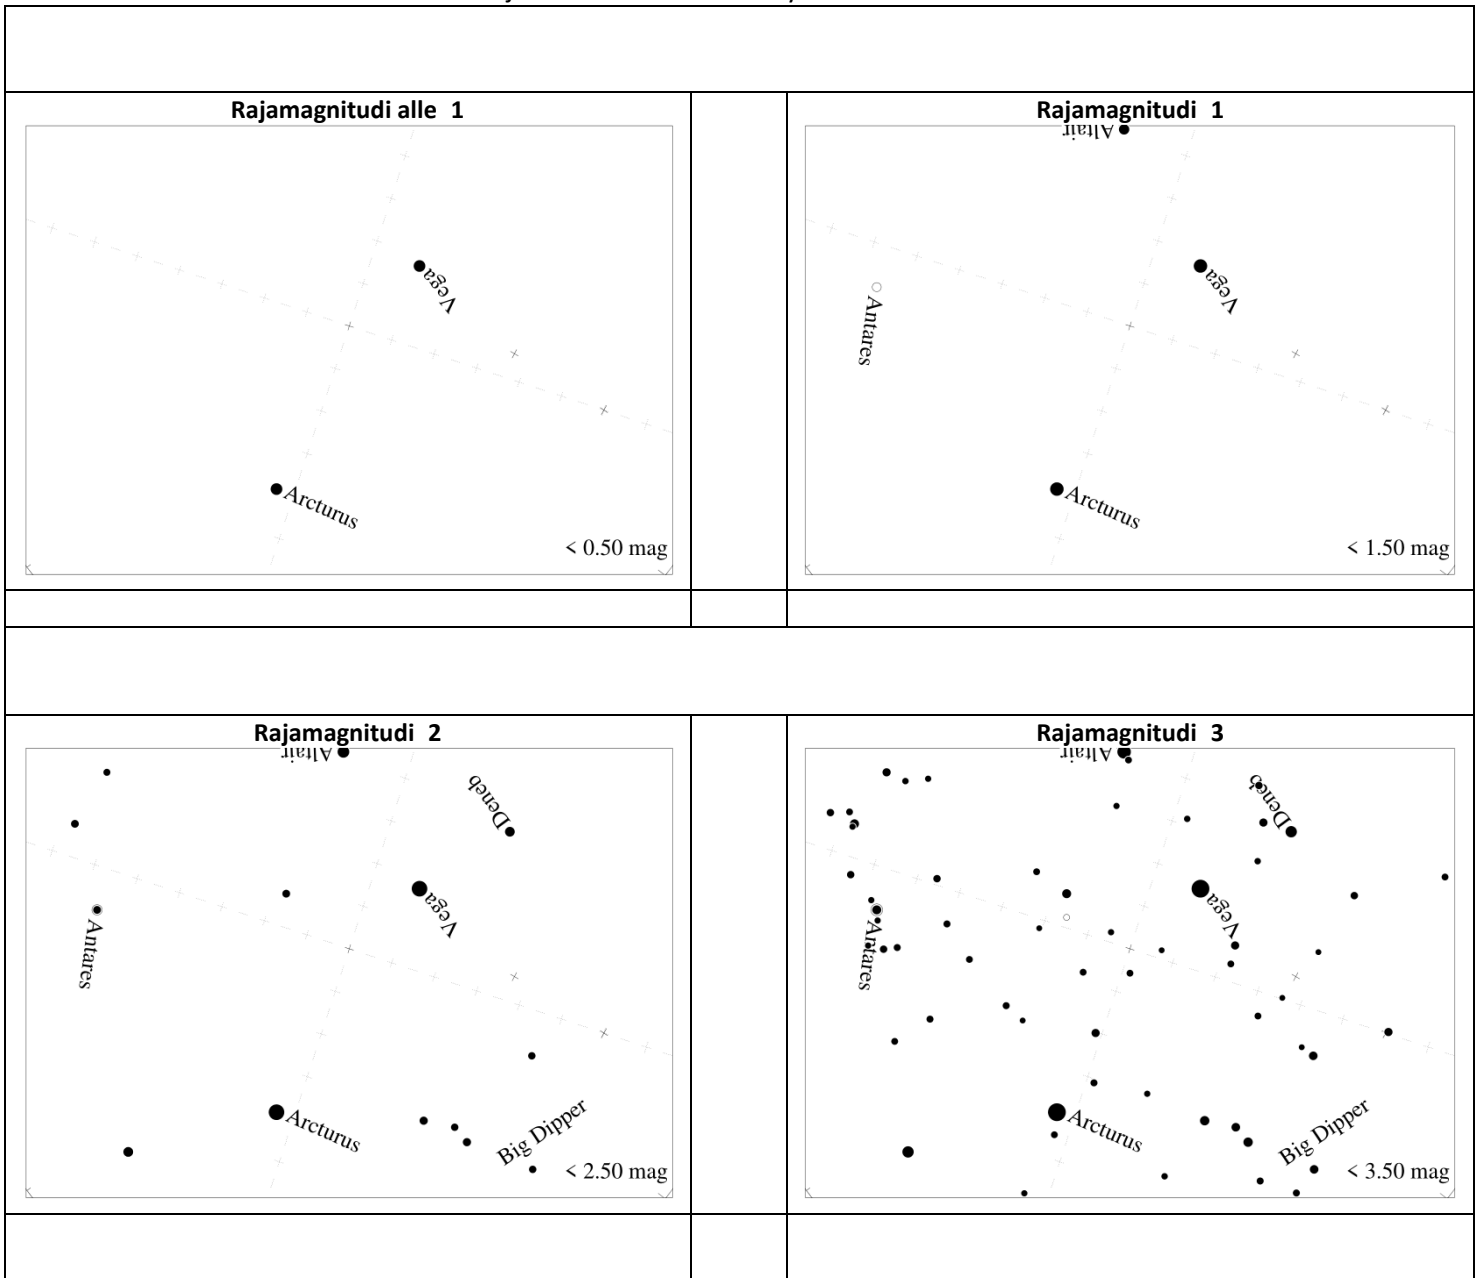 Rajamagnitudi alle 1
Rajamagnitudi 1
Vega
Arcturus
< 0.50 mag
Altair
Antares
Vega
Arcturus
< 1.50 mag
Rajamagnitudi 2
Rajamagnitudi 3
Altair
Deneb
Vega
Antares
Arcturus
Big Dipper
< 2.50 mag
Altair
Deneb
Vega
Antares
Arcturus
Big Dipper
< 3.50 mag